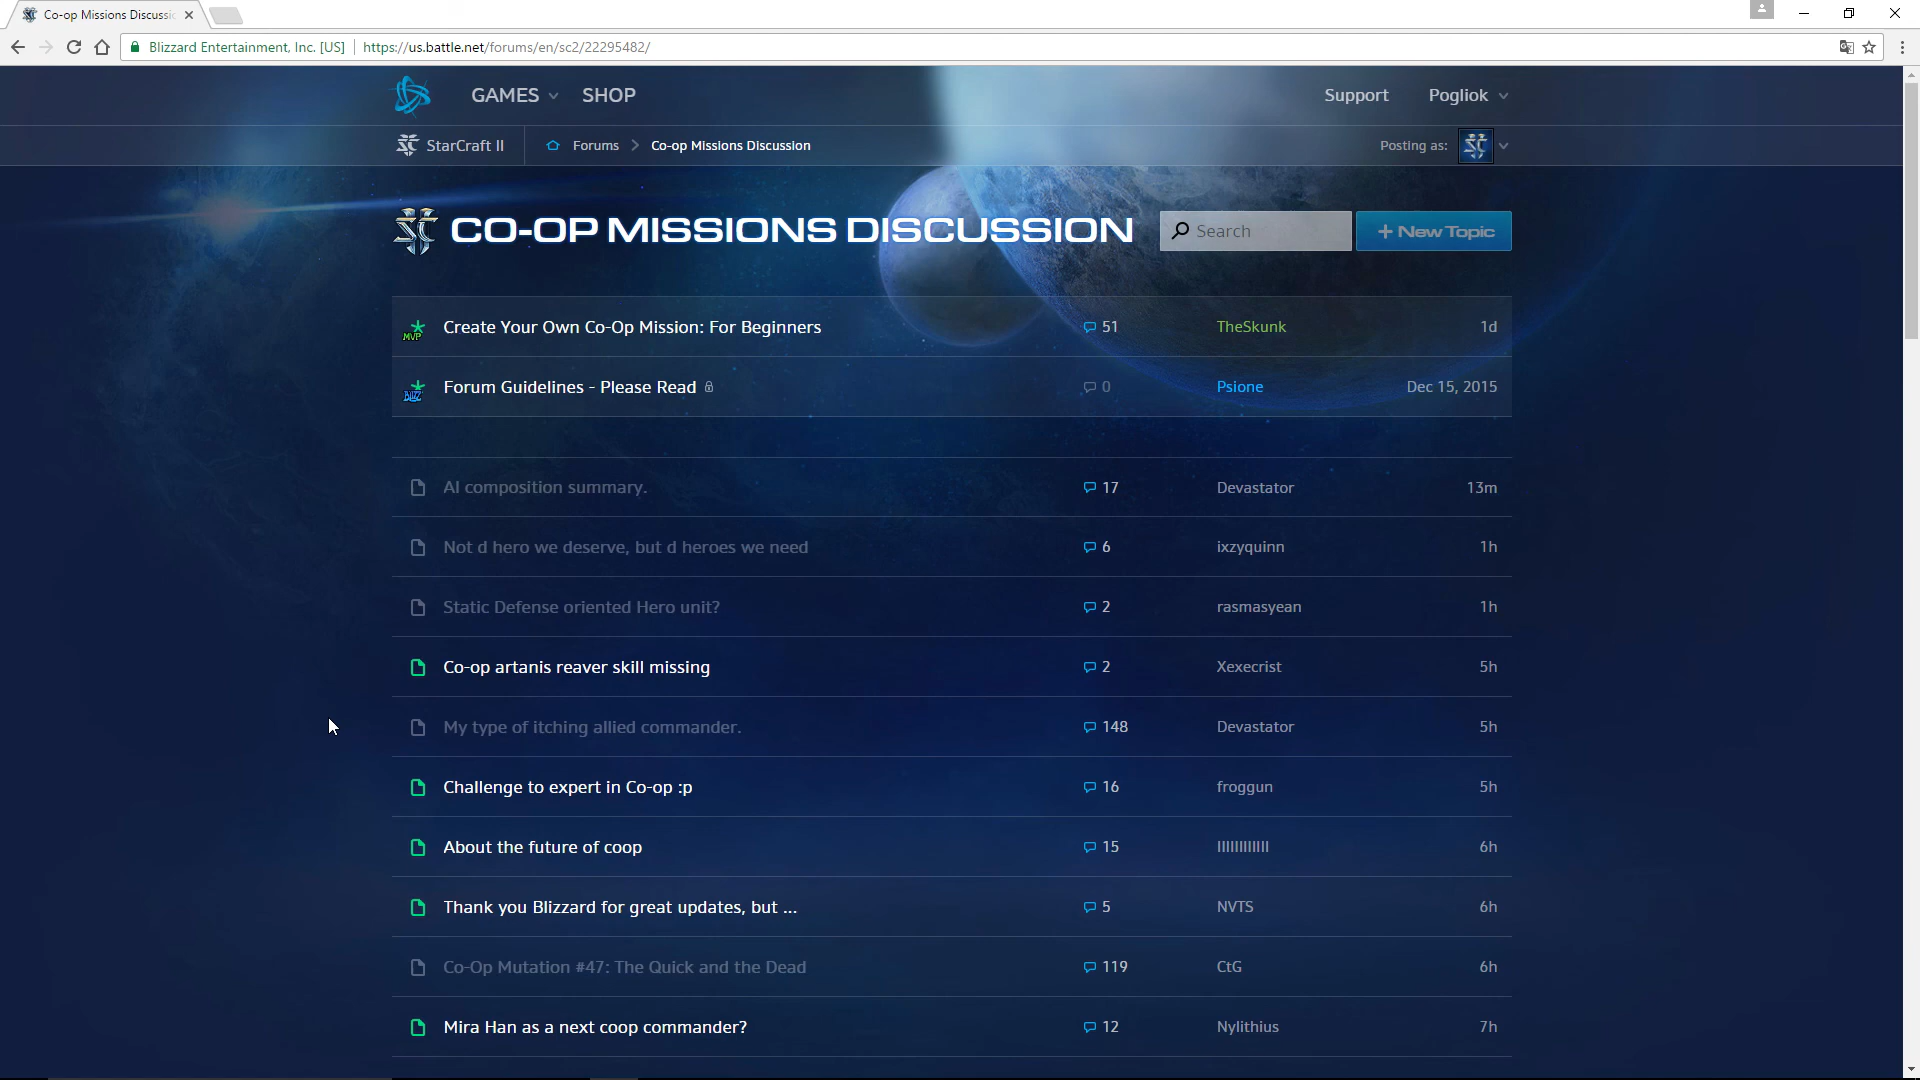 Co-op Missions Discussi
Blizzard Entertainment, Inc. [US] https://us.battle.net/forums/en/sc2/22295482/
GAMES SHOP Support Pogliok
StarCraft II Forums Co-op Missions Discussion Posting as:
CO-OP MISSIONS DISCUSSION Search + New Topic
MVP Create Your Own Co-Op Mission: For Beginners 51 TheSkunk 1d
BLIZZ Forum Guidelines - Please Read 0 Psione Dec 15, 2015
AI composition summary. 17 Devastator 13m
Not d hero we deserve, but d heroes we need 6 ixzyquinn 1h
Static Defense oriented Hero unit? 2 rasmasyean 1h
Co-op artanis reaver skill missing 2 Xexecrist 5h
My type of itching allied commander. 148 Devastator 5h
Challenge to expert in Co-op :p 16 froggun 5h
About the future of coop 15 IIIIIIIIIIII 6h
Thank you Blizzard for great updates, but ... 5 NVTS 6h
Co-Op Mutation #47: The Quick and the Dead 119 CtG 6h
Mira Han as a next coop commander? 12 Nylithius 7h